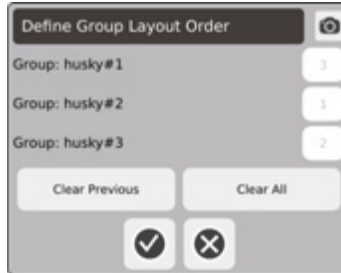 Define Group Layout Order
Group: husky#1 3
Group: husky#2 1
Group: husky#3 2
Clear Previous Clear All